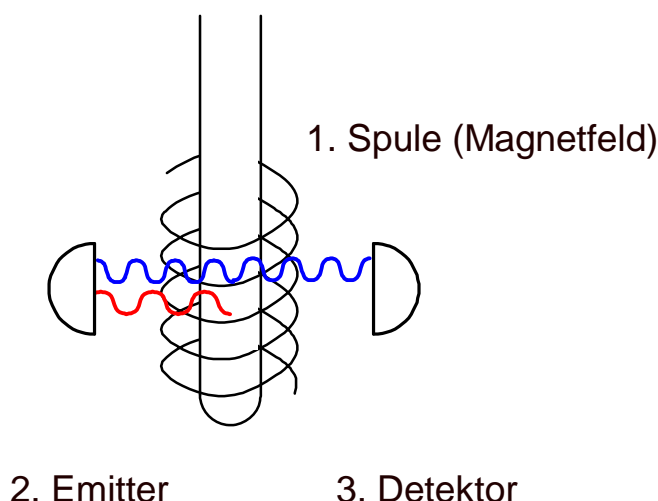 1. Spule (Magnetfeld)
2. Emitter
3. Detektor